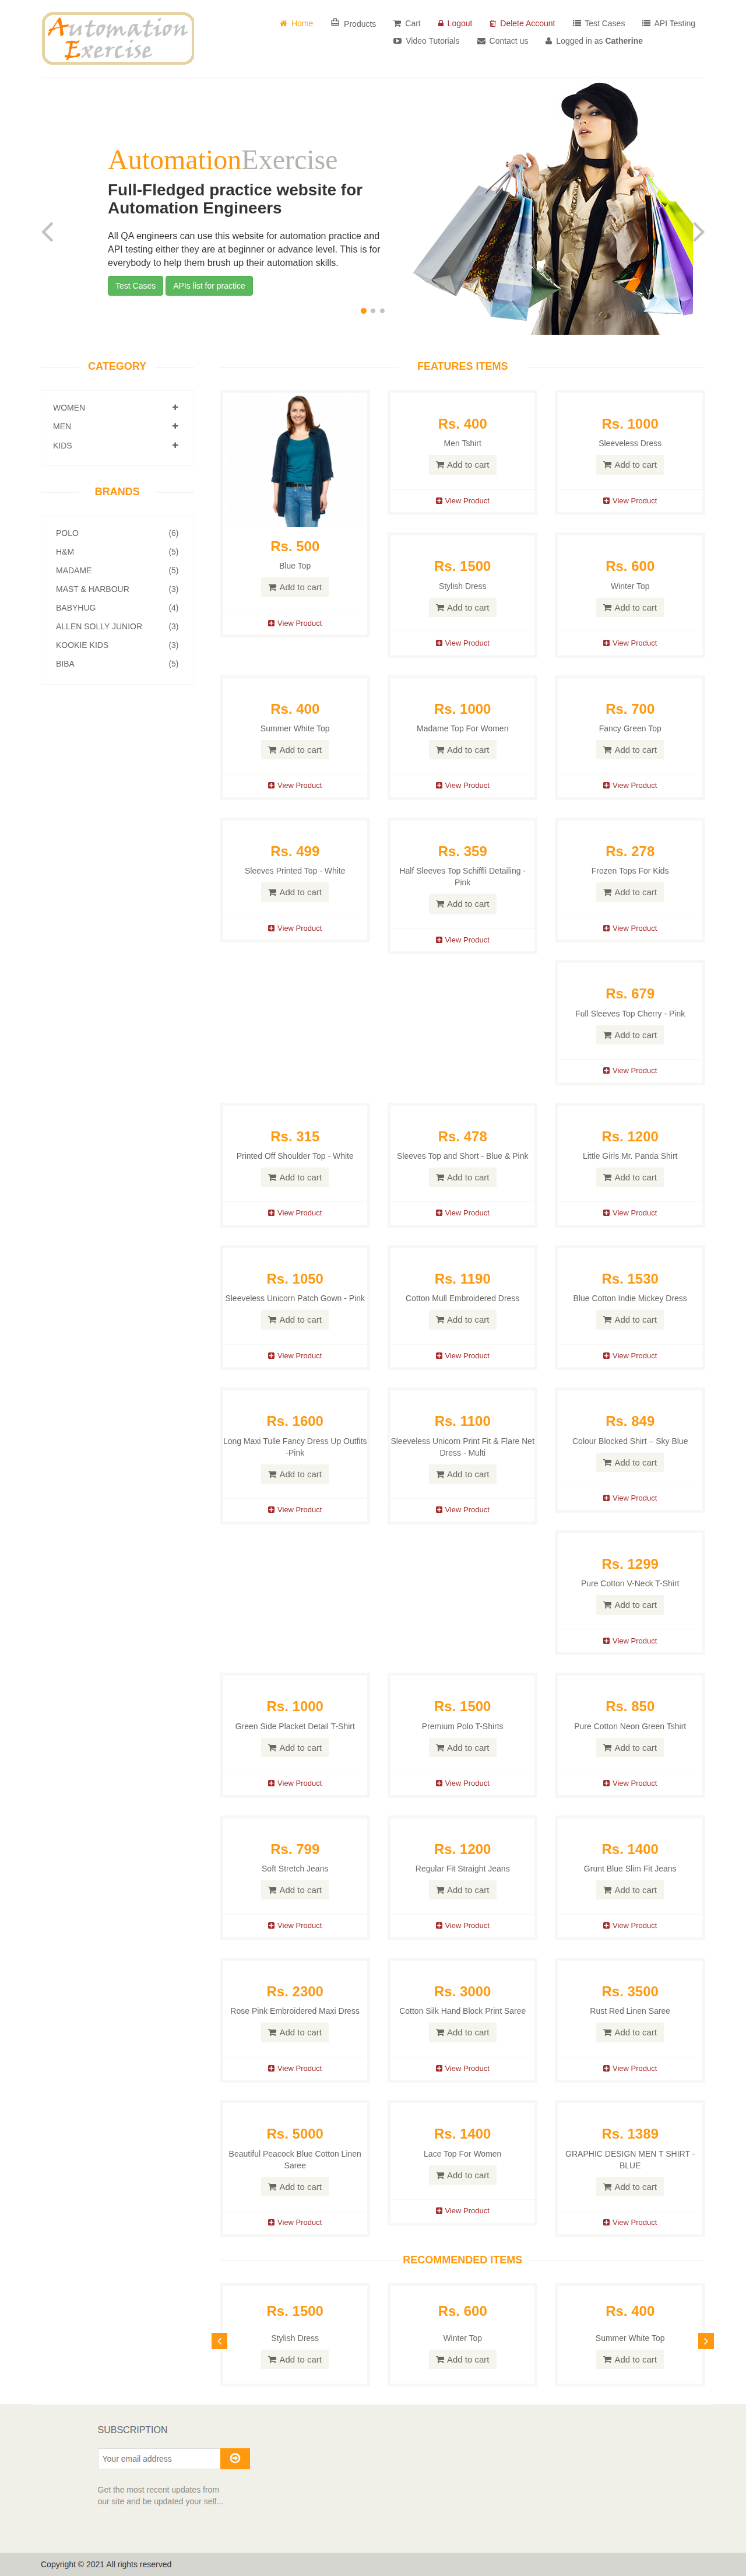 Automation
Exercise
Home Products Cart Logout Delete Account Test Cases API Testing
Video Tutorials Contact us Logged in as Catherine
AutomationExercise
Full-Fledged practice website for
Automation Engineers
All QA engineers can use this website for automation practice and
API testing either they are at beginner or advance level. This is for
everybody to help them brush up their automation skills.
Test Cases APIs list for practice
CATEGORY
WOMEN
MEN
KIDS
BRANDS
POLO (6)
H&M (5)
MADAME (5)
MAST & HARBOUR (3)
BABYHUG (4)
ALLEN SOLLY JUNIOR (3)
KOOKIE KIDS (3)
BIBA (5)
FEATURES ITEMS
Rs. 500
Blue Top
Add to cart
View Product
Rs. 400
Men Tshirt
Add to cart
View Product
Rs. 1000
Sleeveless Dress
Add to cart
View Product
Rs. 1500
Stylish Dress
Add to cart
View Product
Rs. 600
Winter Top
Add to cart
View Product
Rs. 400
Summer White Top
Add to cart
View Product
Rs. 1000
Madame Top For Women
Add to cart
View Product
Rs. 700
Fancy Green Top
Add to cart
View Product
Rs. 499
Sleeves Printed Top - White
Add to cart
View Product
Rs. 359
Half Sleeves Top Schiffli Detailing -
Pink
Add to cart
View Product
Rs. 278
Frozen Tops For Kids
Add to cart
View Product
Rs. 679
Full Sleeves Top Cherry - Pink
Add to cart
View Product
Rs. 315
Printed Off Shoulder Top - White
Add to cart
View Product
Rs. 478
Sleeves Top and Short - Blue & Pink
Add to cart
View Product
Rs. 1200
Little Girls Mr. Panda Shirt
Add to cart
View Product
Rs. 1050
Sleeveless Unicorn Patch Gown - Pink
Add to cart
View Product
Rs. 1190
Cotton Mull Embroidered Dress
Add to cart
View Product
Rs. 1530
Blue Cotton Indie Mickey Dress
Add to cart
View Product
Rs. 1600
Long Maxi Tulle Fancy Dress Up Outfits
-Pink
Add to cart
View Product
Rs. 1100
Sleeveless Unicorn Print Fit & Flare Net
Dress - Multi
Add to cart
View Product
Rs. 849
Colour Blocked Shirt – Sky Blue
Add to cart
View Product
Rs. 1299
Pure Cotton V-Neck T-Shirt
Add to cart
View Product
Rs. 1000
Green Side Placket Detail T-Shirt
Add to cart
View Product
Rs. 1500
Premium Polo T-Shirts
Add to cart
View Product
Rs. 850
Pure Cotton Neon Green Tshirt
Add to cart
View Product
Rs. 799
Soft Stretch Jeans
Add to cart
View Product
Rs. 1200
Regular Fit Straight Jeans
Add to cart
View Product
Rs. 1400
Grunt Blue Slim Fit Jeans
Add to cart
View Product
Rs. 2300
Rose Pink Embroidered Maxi Dress
Add to cart
View Product
Rs. 3000
Cotton Silk Hand Block Print Saree
Add to cart
View Product
Rs. 3500
Rust Red Linen Saree
Add to cart
View Product
Rs. 5000
Beautiful Peacock Blue Cotton Linen
Saree
Add to cart
View Product
Rs. 1400
Lace Top For Women
Add to cart
View Product
Rs. 1389
GRAPHIC DESIGN MEN T SHIRT -
BLUE
Add to cart
View Product
RECOMMENDED ITEMS
Rs. 1500
Stylish Dress
Add to cart
Rs. 600
Winter Top
Add to cart
Rs. 400
Summer White Top
Add to cart
SUBSCRIPTION
Your email address
Get the most recent updates from
our site and be updated your self...
Copyright © 2021 All rights reserved